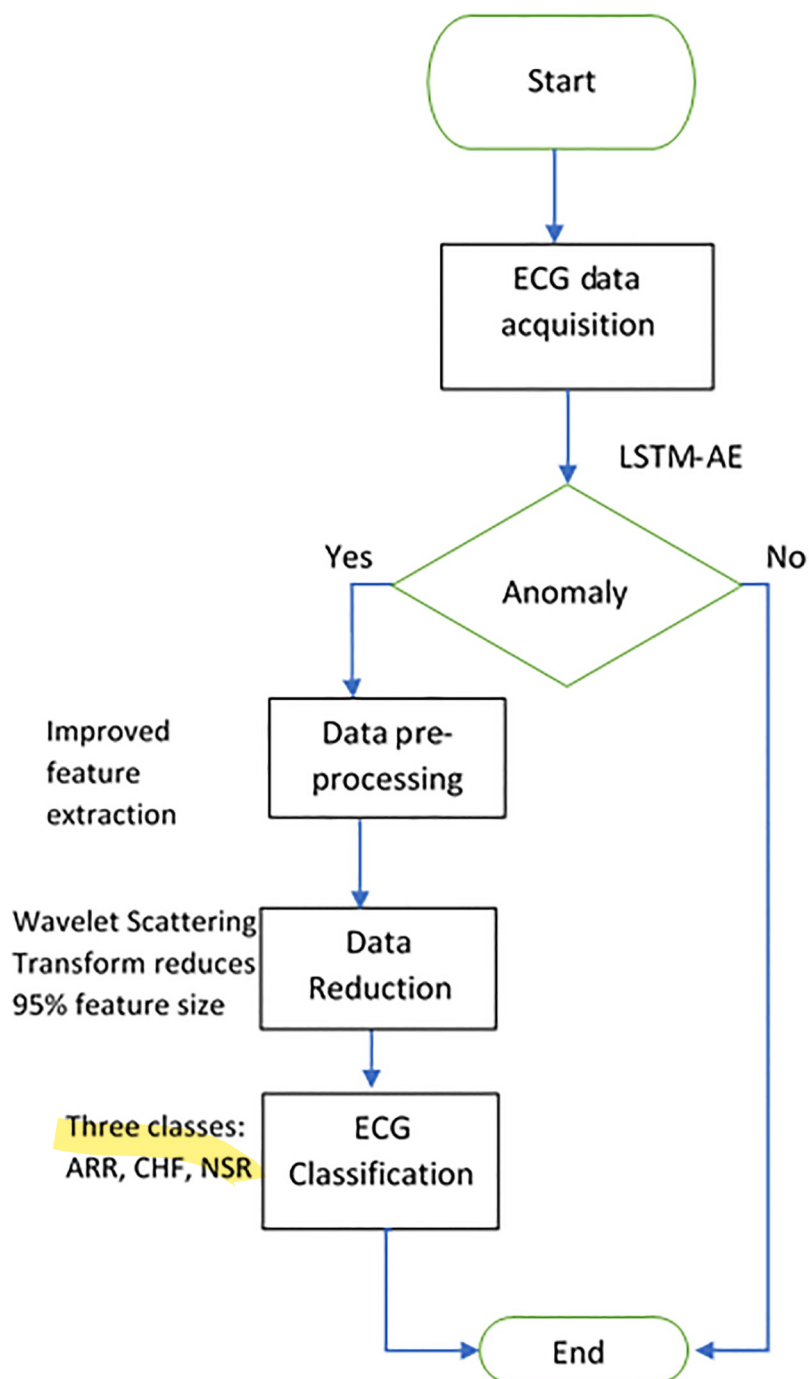 Start
ECG data
acquisition
LSTM-AE
Yes
No
Anomaly
Improved
feature
extraction
Data pre-
processing
Wavelet Scattering
Transform reduces
95% feature size
Data
Reduction
Three classes:
ARR, CHF, NSR
ECG
Classification
End